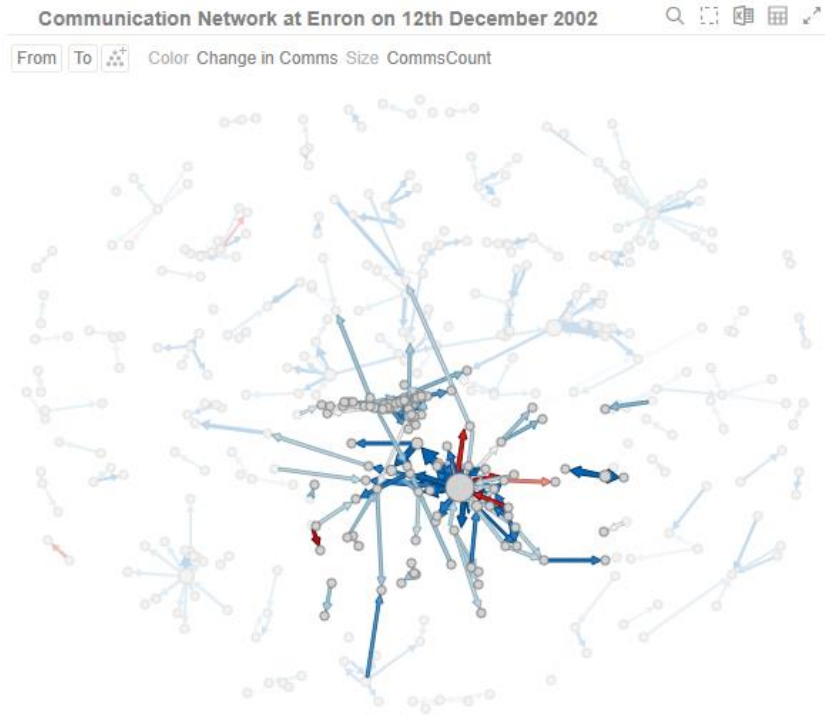 Communication Network at Enron on 12th December 2002
From To Color Change in Comms Size CommsCount